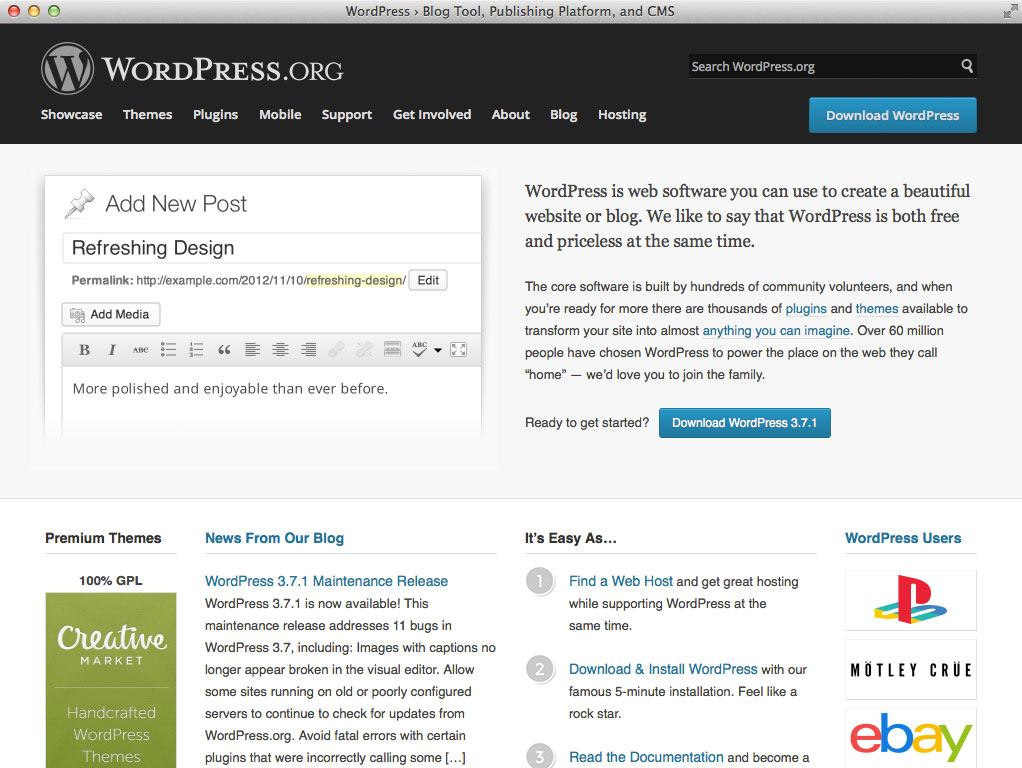 WordPress › Blog Tool, Publishing Platform, and CMS
WORDPRESS.ORG
Search WordPress.org
Showcase Themes Plugins Mobile Support Get Involved About Blog Hosting
Download WordPress
Add New Post
Refreshing Design
Permalink: http://example.com/2012/11/10/refreshing-design/ Edit
Add Media
B I ABC ABC
More polished and enjoyable than ever before.
WordPress is web software you can use to create a beautiful
website or blog. We like to say that WordPress is both free
and priceless at the same time.
The core software is built by hundreds of community volunteers, and when
you’re ready for more there are thousands of plugins and themes available to
transform your site into almost anything you can imagine. Over 60 million
people have chosen WordPress to power the place on the web they call
“home” — we’d love you to join the family.
Ready to get started? Download WordPress 3.7.1
Premium Themes
100% GPL
Creative
MARKET
Handcrafted
WordPress
Themes
News From Our Blog
WordPress 3.7.1 Maintenance Release
WordPress 3.7.1 is now available! This
maintenance release addresses 11 bugs in
WordPress 3.7, including: Images with captions no
longer appear broken in the visual editor. Allow
some sites running on old or poorly configured
servers to continue to check for updates from
WordPress.org. Avoid fatal errors with certain
plugins that were incorrectly calling some […]
It’s Easy As…
1 Find a Web Host and get great hosting
while supporting WordPress at the
same time.
2 Download & Install WordPress with our
famous 5-minute installation. Feel like a
rock star.
3 Read the Documentation and become a
WordPress Users
MÖTLEY CRÜE
ebay